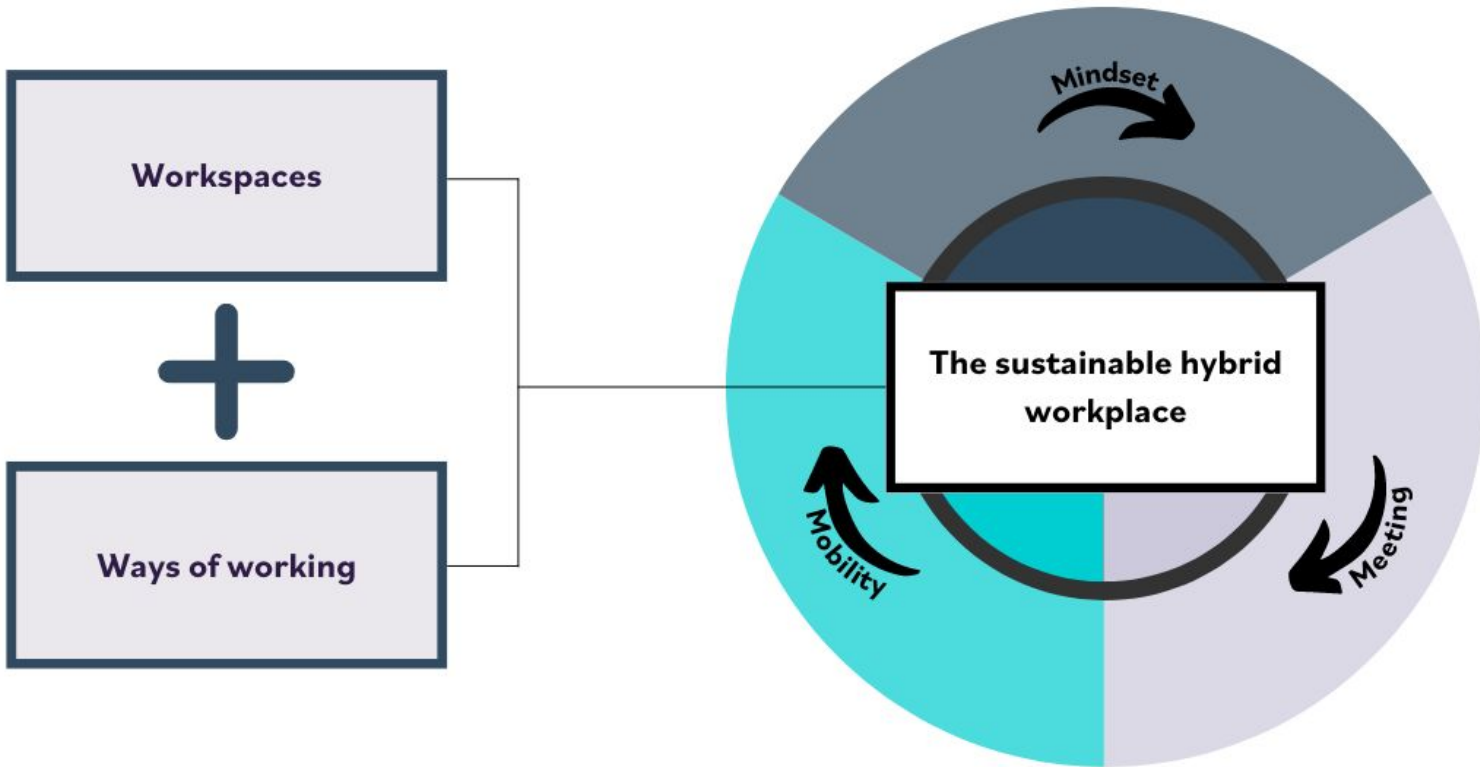 Workspaces
Ways of working
Mindset
The sustainable hybrid
workplace
Mobility
Meeting